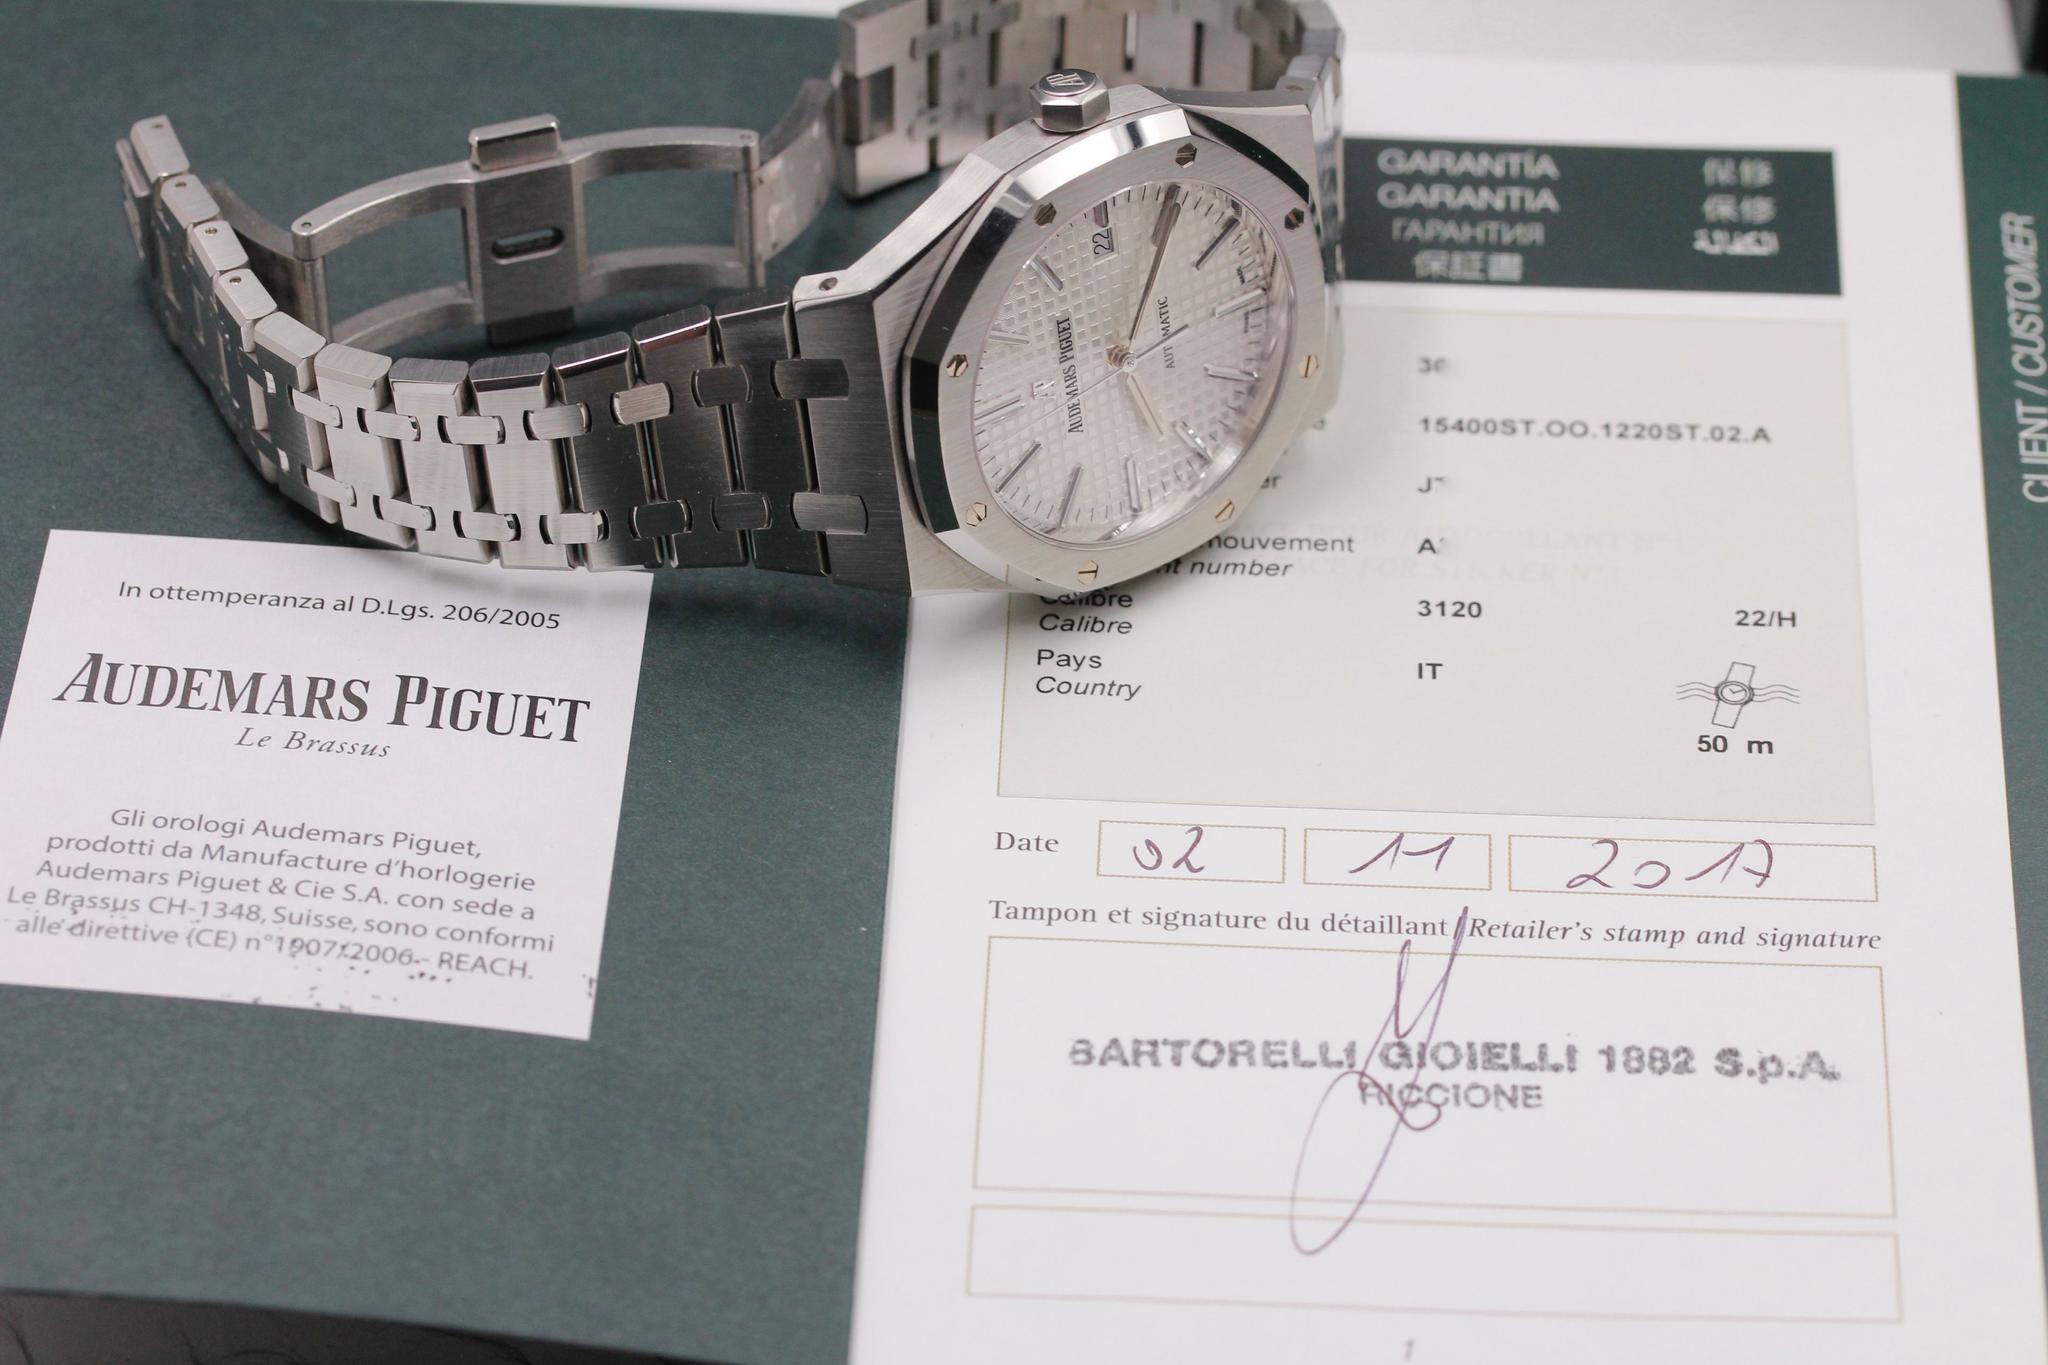 AP
22
AUDEMARS PIGUET
AUTOMATIC
In ottemperanza al D.Lgs. 206/2005
AUDEMARS PIGUET
Le Brassus
Gli orologi Audemars Piguet,
prodotti da Manufacture d'horlogerie
Audemars Piguet & Cie S.A. con sede a
Le Brassus CH-1348, Suisse, sono conformi
alle direttive (CE) n°1907/2006 - REACH.
GARANTÍA 保修
GARANTIA 保修
ГАРАНТИЯ
保証書
CLIENT / CUSTOMER
15400ST.OO.1220ST.02.A
mouvement
number
Calibre 3120 22/H
Calibre
Pays IT
Country
50 m
Date 02 11 2017
Tampon et signature du détaillant / Retailer's stamp and signature
SARTORELLI GIOIELLI 1882 S.p.A.
RICCIONE
1